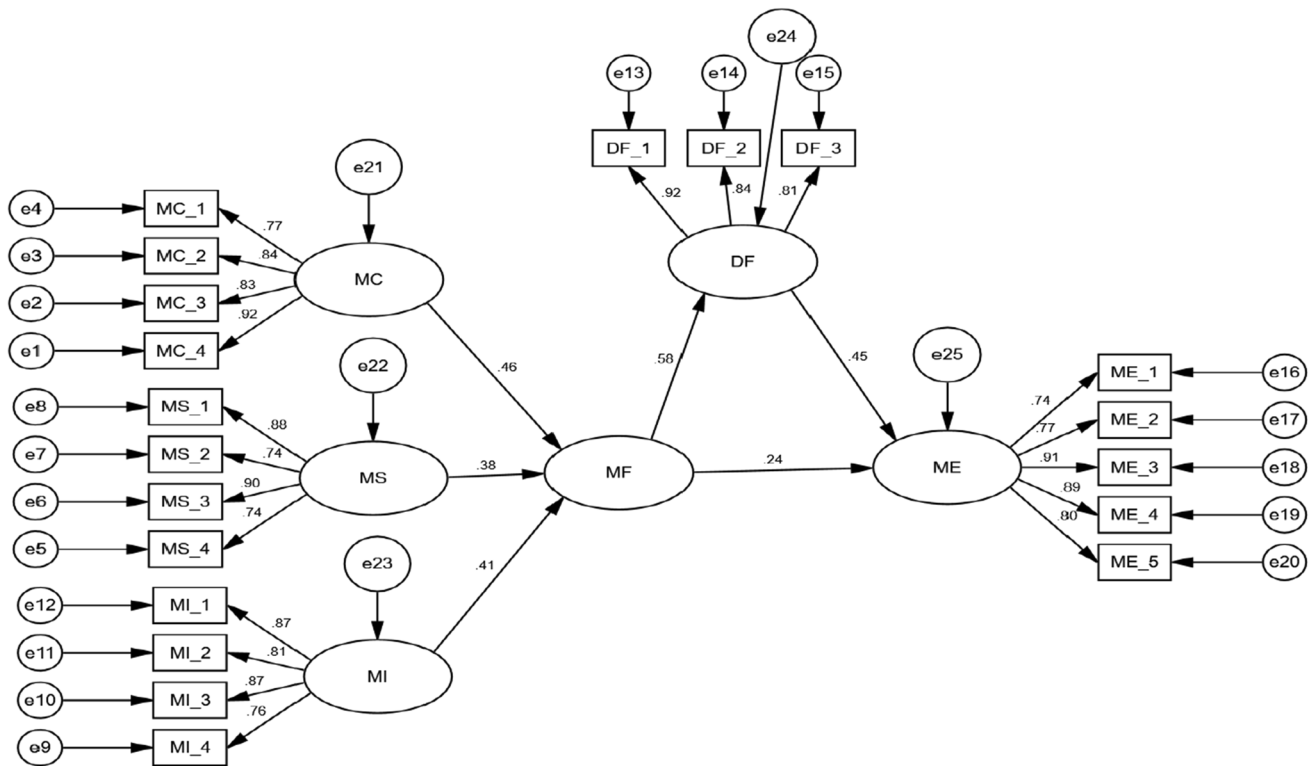 e24
e13
e14
e15
DF_1
DF_2
DF_3
.92
.84
.81
DF
e21
e4
MC_1
e3
MC_2
e2
MC_3
e1
MC_4
.77
.84
.83
.92
MC
.46
.58
.45
e22
e8
MS_1
e7
MS_2
e6
MS_3
e5
MS_4
.88
.74
.90
.74
MS
.38
MF
.24
e25
ME
.74
.77
.91
.89
.80
ME_1
e16
ME_2
e17
ME_3
e18
ME_4
e19
ME_5
e20
e23
.41
e12
MI_1
e11
MI_2
e10
MI_3
e9
MI_4
.87
.81
.87
.76
MI